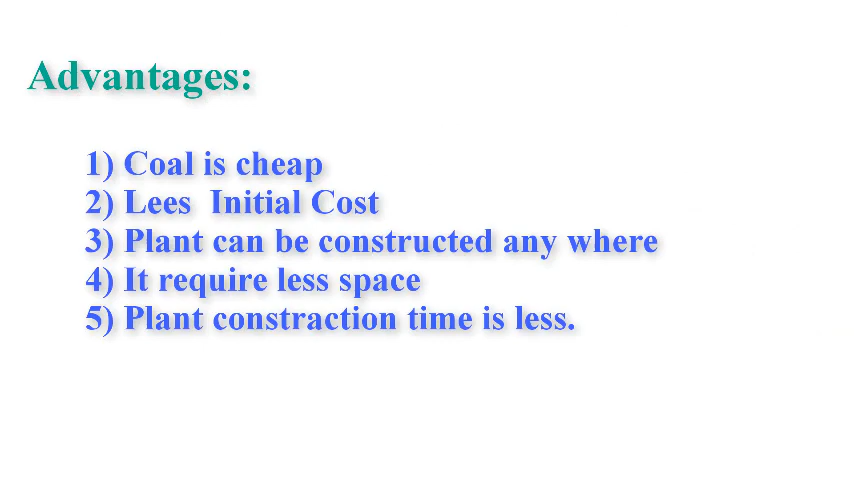 Advantages:
1) Coal is cheap
2) Lees Initial Cost
3) Plant can be constructed any where
4) It require less space
5) Plant constraction time is less.